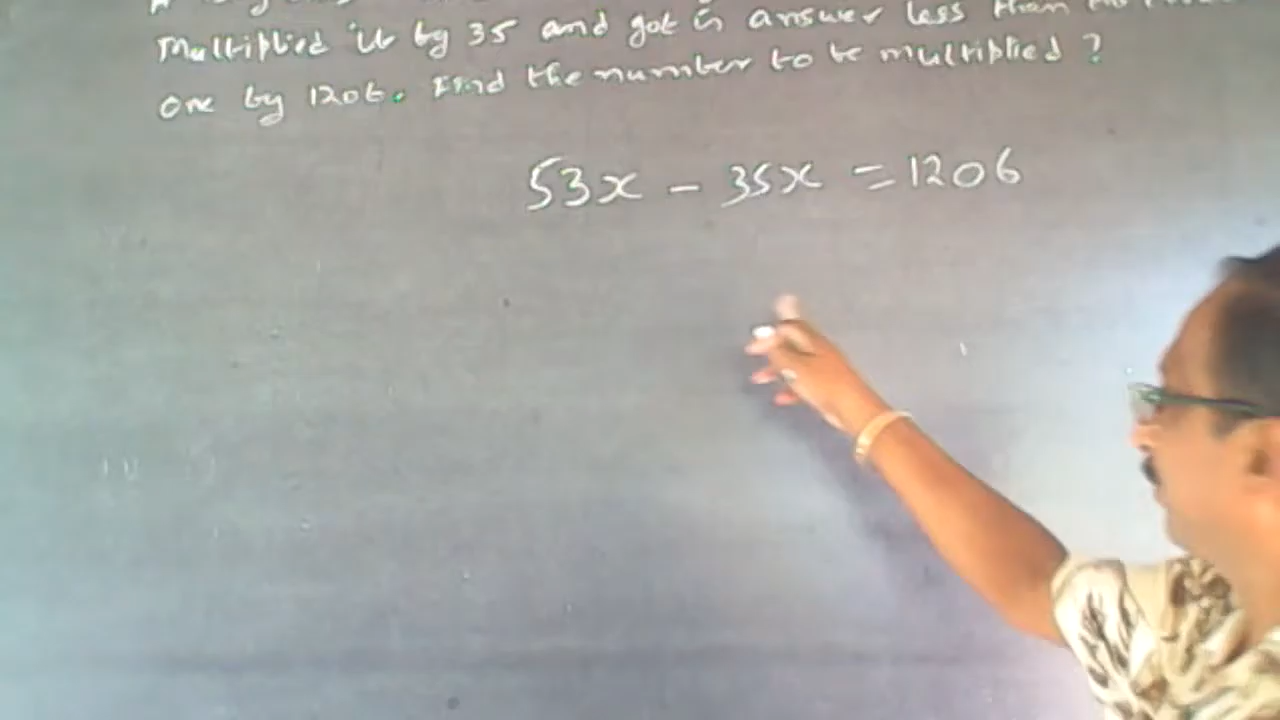 Multiplied it by 35 and got is answer less than
one by 1206. Find the number to be multiplied ?
53x - 35x = 1206